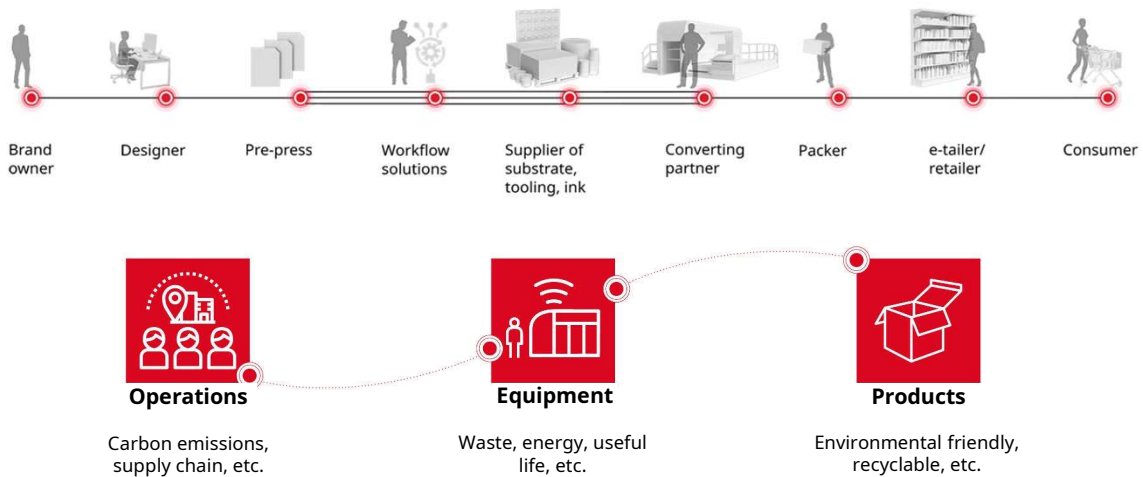 Brand
owner
Designer
Pre-press
Workflow
solutions
Supplier of
substrate,
tooling, ink
Converting
partner
Packer
e-tailer/
retailer
Consumer
Operations
Carbon emissions,
supply chain, etc.
Equipment
Waste, energy, useful
life, etc.
Products
Environmental friendly,
recyclable, etc.